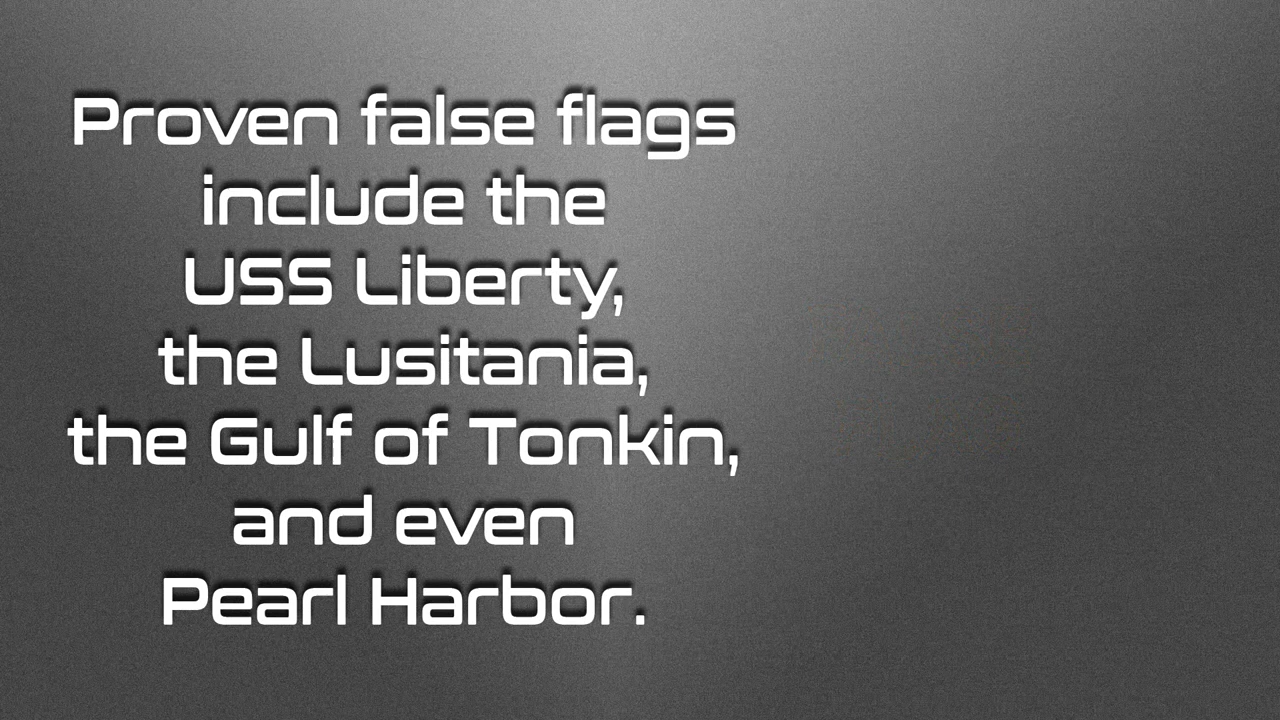 Proven false flags
include the
USS Liberty,
the Lusitania,
the Gulf of Tonkin,
and even
Pearl Harbor.